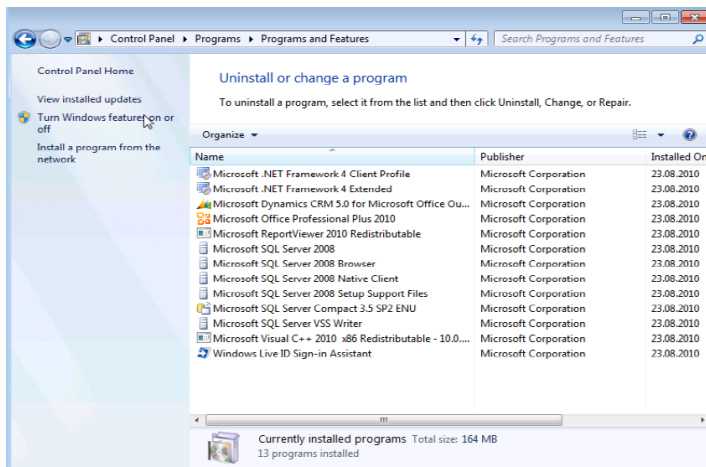 Control Panel Programs Programs and Features Search Programs and Features
Control Panel Home
View installed updates
Turn Windows features on or
off
Install a program from the
network
Uninstall or change a program
To uninstall a program, select it from the list and then click Uninstall, Change, or Repair.
Organize
Name Publisher Installed On
Microsoft .NET Framework 4 Client Profile Microsoft Corporation 23.08.2010
Microsoft .NET Framework 4 Extended Microsoft Corporation 23.08.2010
Microsoft Dynamics CRM 5.0 for Microsoft Office Ou... Microsoft Corporation 23.08.2010
Microsoft Office Professional Plus 2010 Microsoft Corporation 23.08.2010
Microsoft ReportViewer 2010 Redistributable Microsoft Corporation 23.08.2010
Microsoft SQL Server 2008 Microsoft Corporation 23.08.2010
Microsoft SQL Server 2008 Browser Microsoft Corporation 23.08.2010
Microsoft SQL Server 2008 Native Client Microsoft Corporation 23.08.2010
Microsoft SQL Server 2008 Setup Support Files Microsoft Corporation 23.08.2010
Microsoft SQL Server Compact 3.5 SP2 ENU Microsoft Corporation 23.08.2010
Microsoft SQL Server VSS Writer Microsoft Corporation 23.08.2010
Microsoft Visual C++ 2010 x86 Redistributable - 10.0.... Microsoft Corporation 23.08.2010
Windows Live ID Sign-in Assistant Microsoft Corporation 23.08.2010
Currently installed programs Total size: 164 MB
13 programs installed